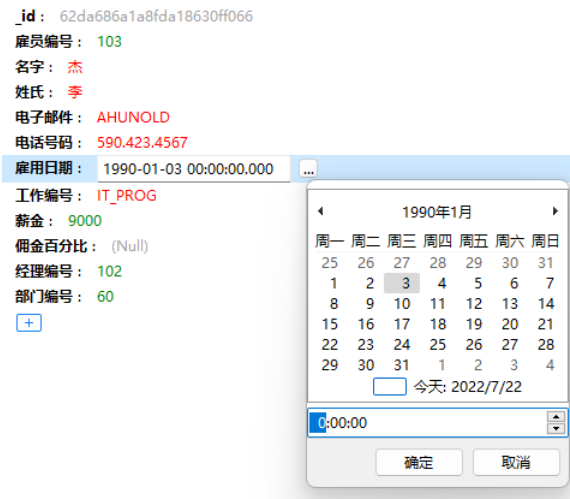 _id： 62da686a1a8fda18630ff066
雇员编号： 103
名字： 杰
姓氏： 李
电子邮件： AHUNOLD
电话号码： 590.423.4567
雇用日期： 1990-01-03 00:00:00.000 ...
工作编号： IT_PROG
薪金： 9000
佣金百分比： (Null)
经理编号： 102
部门编号： 60
+
1990年1月
周一 周二 周三 周四 周五 周六 周日
25 26 27 28 29 30 31
1 2 3 4 5 6 7
8 9 10 11 12 13 14
15 16 17 18 19 20 21
22 23 24 25 26 27 28
29 30 31 1 2 3 4
今天: 2022/7/22
0:00:00
确定 取消